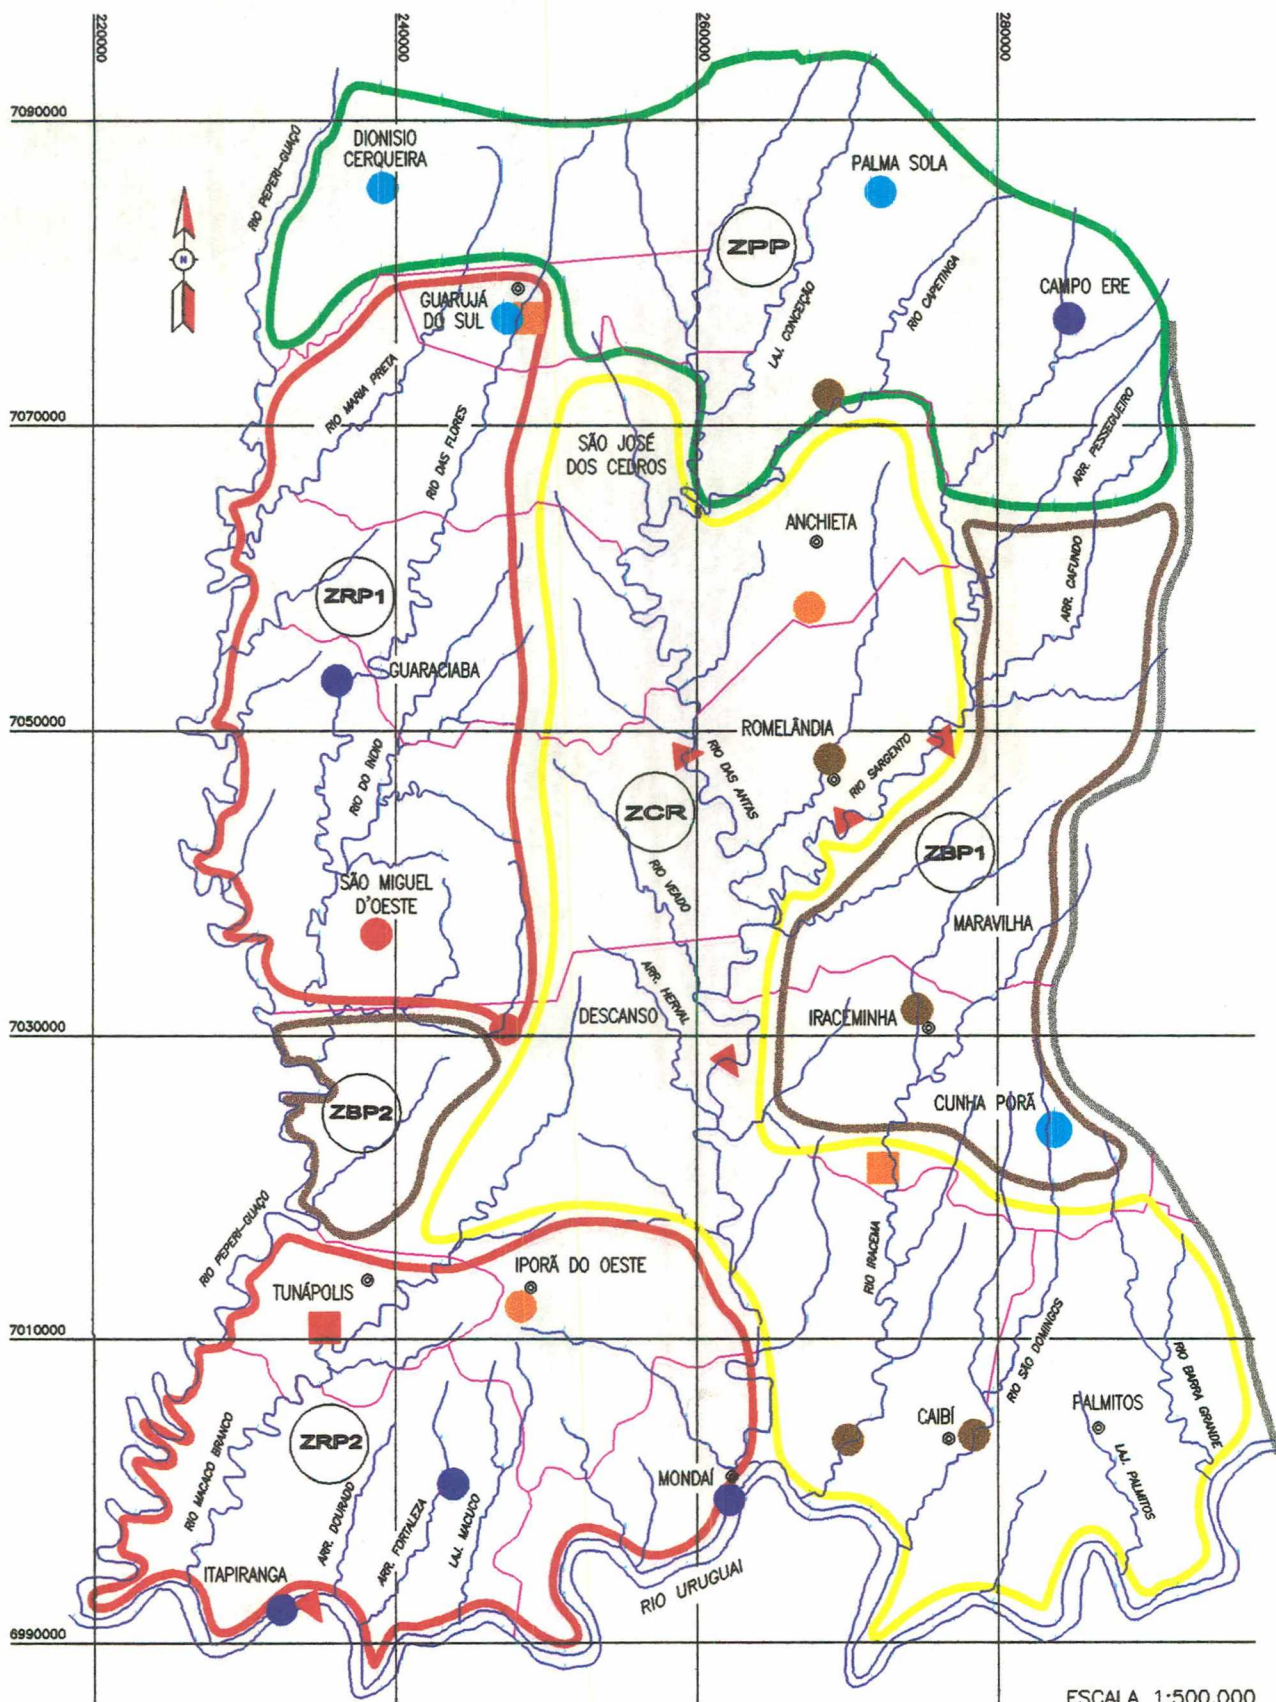 220000
240000
260000
280000
7090000
DIONISIO
CERQUEIRA
RIO PEPERI-GUAÇO
PALMA SOLA
N
ZPP
RIO CAPETINGA
LAJ. CONCEIÇÃO
CAMPO ERE
GUARUJÁ
DO SUL
RIO MARIA PRETA
RIO DAS FLORES
ARR. PESSEGUEIRO
7070000
SÃO JOSÉ
DOS CEDROS
ANCHIETA
ARR. CAFUNDO
ZRP1
GUARACIABA
7050000
ROMELÂNDIA
RIO DO INDIO
RIO DAS ANTAS
RIO SARGENTO
ZCR
ZBP1
RIO VEADO
SÃO MIGUEL
D'OESTE
MARAVILHA
ARR. HERVAL
DESCANSO
IRACEMINHA
7030000
ZBP2
CUNHA PORÃ
RIO PEPERI-GUAÇO
RIO IRACEMA
IPORÃ DO OESTE
TUNÁPOLIS
RIO SÃO DOMINGOS
7010000
RIO BARRA GRANDE
CAIBÍ
PALMITOS
RIO MACACO BRANCO
ZRP2
MONDAÍ
LAJ. PALMITOS
ARR. DOURADO
ARR. FORTALEZA
LAJ. MACUCO
ITAPIRANGA
RIO URUGUAI
6990000
ESCALA 1:500.000